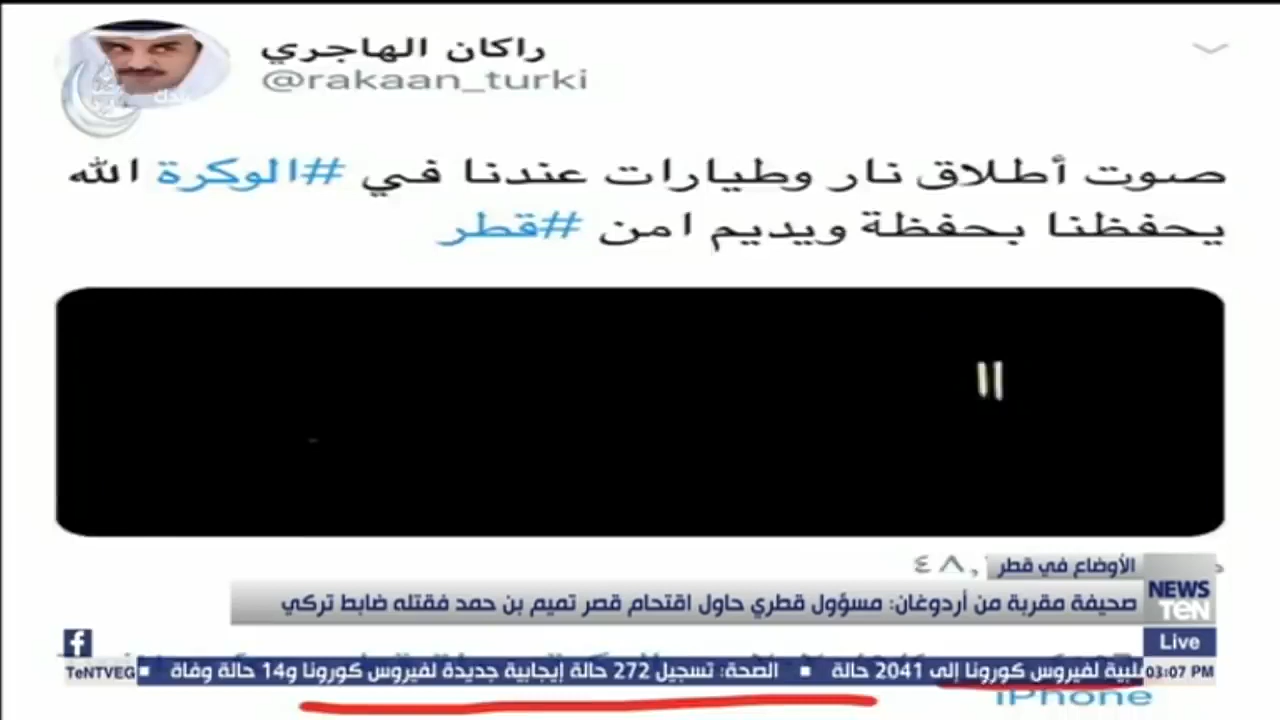 راكان الهاجري
@rakaan_turki
صوت أطلاق نار وطيارات عندنا في #الوكرة الله
يحفظنا بحفظة ويديم امن #قطر
٤٨,
الأوضاع في قطر
NEWS
TEN
صحيفة مقربة من أردوغان: مسؤول قطري حاول اقتحام قصر تميم بن حمد فقتله ضابط تركي
Live
TeNTVEG
لبية لفيروس كورونا إلى 2041 حالة ■ الصحة: تسجيل 272 حالة إيجابية جديدة لفيروس كورونا و14 حالة وفاة ■
03:07 PM
iPhone